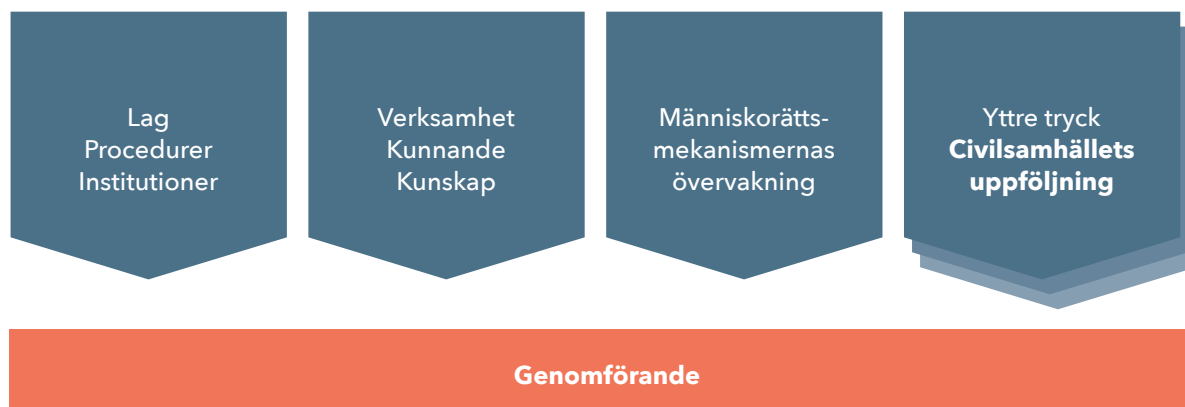 Lag
Procedurer
Institutioner
Verksamhet
Kunnande
Kunskap
Människorätts-
mekanismernas
övervakning
Yttre tryck
Civilsamhällets
uppföljning
Genomförande